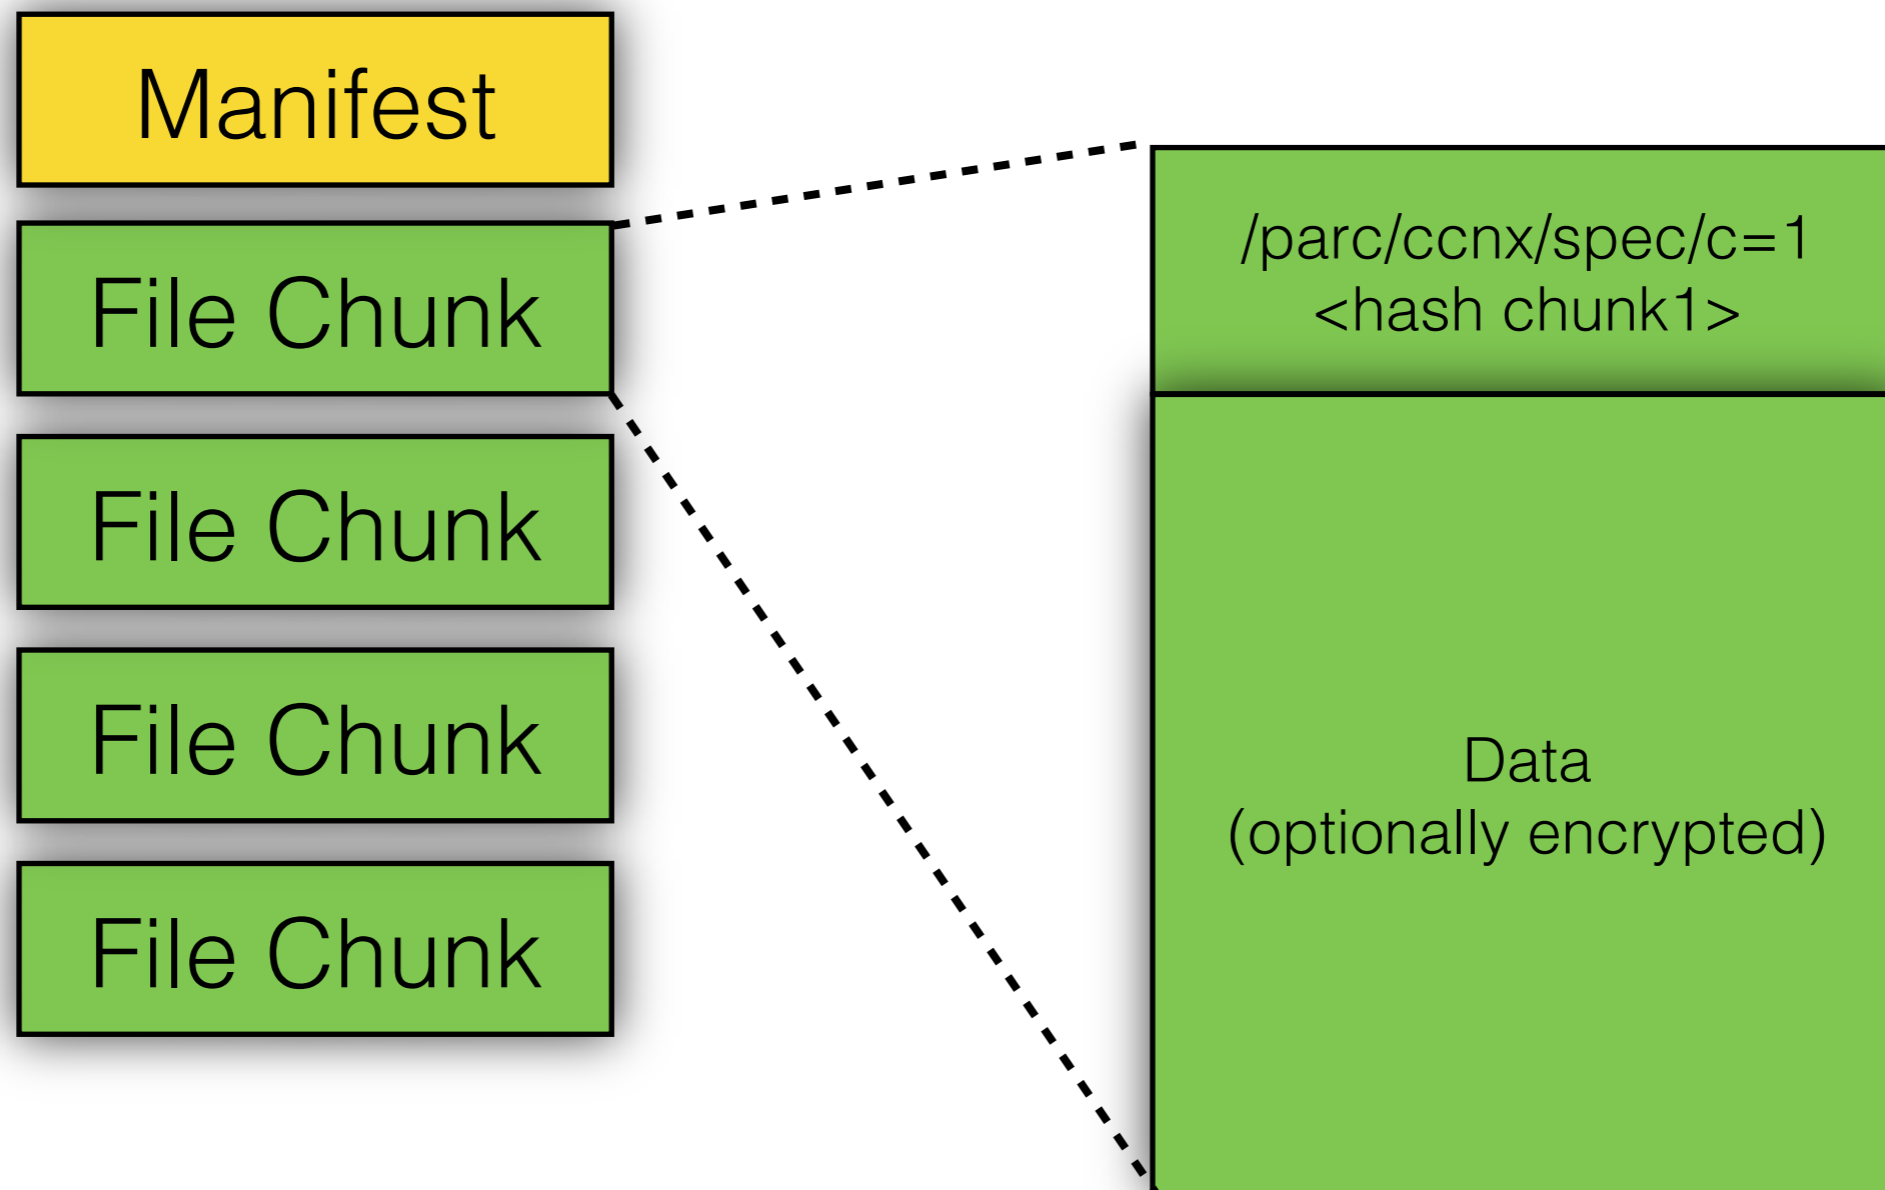 Manifest
File Chunk
File Chunk
File Chunk
File Chunk
/parc/ccnx/spec/c=1
<hash chunk1>
Data
(optionally encrypted)